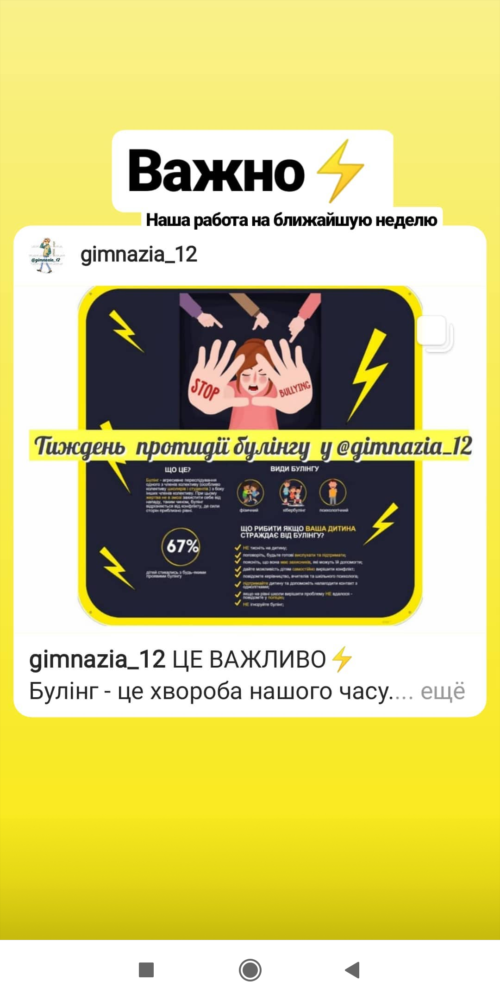 Важно⚡
Наша работа на ближайшую неделю
@gimnazia_12
gimnazia_12
STOP
BULLYING
Тиждень протидії булінгу у @gimnazia_12
ЩО ЦЕ?
Булінг - агресивне переслідування
одного з членів колективу (особливо
колективу школярів і студентів) з боку
інших членів колективу. При цьому
жертва не в змозі захистити себе від
нападу, таким чином, булінг
відрізняється від конфлікту, де сили
сторін приблизно рівні.
ВИДИ БУЛІНГУ
фізичний
кібербулінг
психологічний
67%
дітей стикались з будь-якими
проявами булінгу
ЩО РИБИТИ ЯКЩО ВАША ДИТИНА
СТРАЖДАЄ ВІД БУЛІНГУ?
НЕ тисніть на дитину;
поговоріть, будьте готові вислухати та підтримати;
поясніть, що вона має захисників, які можуть їй допомогти;
дайте можливість дітям самостійно вирішити конфлікт;
повідомте керівництво, вчителів та шкільного психолога;
підтримайте дитину та допоможіть налагодити контакт з
однолітками;
якщо на рівні школи вирішити проблему НЕ вдалося -
повідомте у поліцію;
НЕ ігноруйте булінг;
gimnazia_12 ЦЕ ВАЖЛИВО⚡
Булінг - це хвороба нашого часу.... ещё